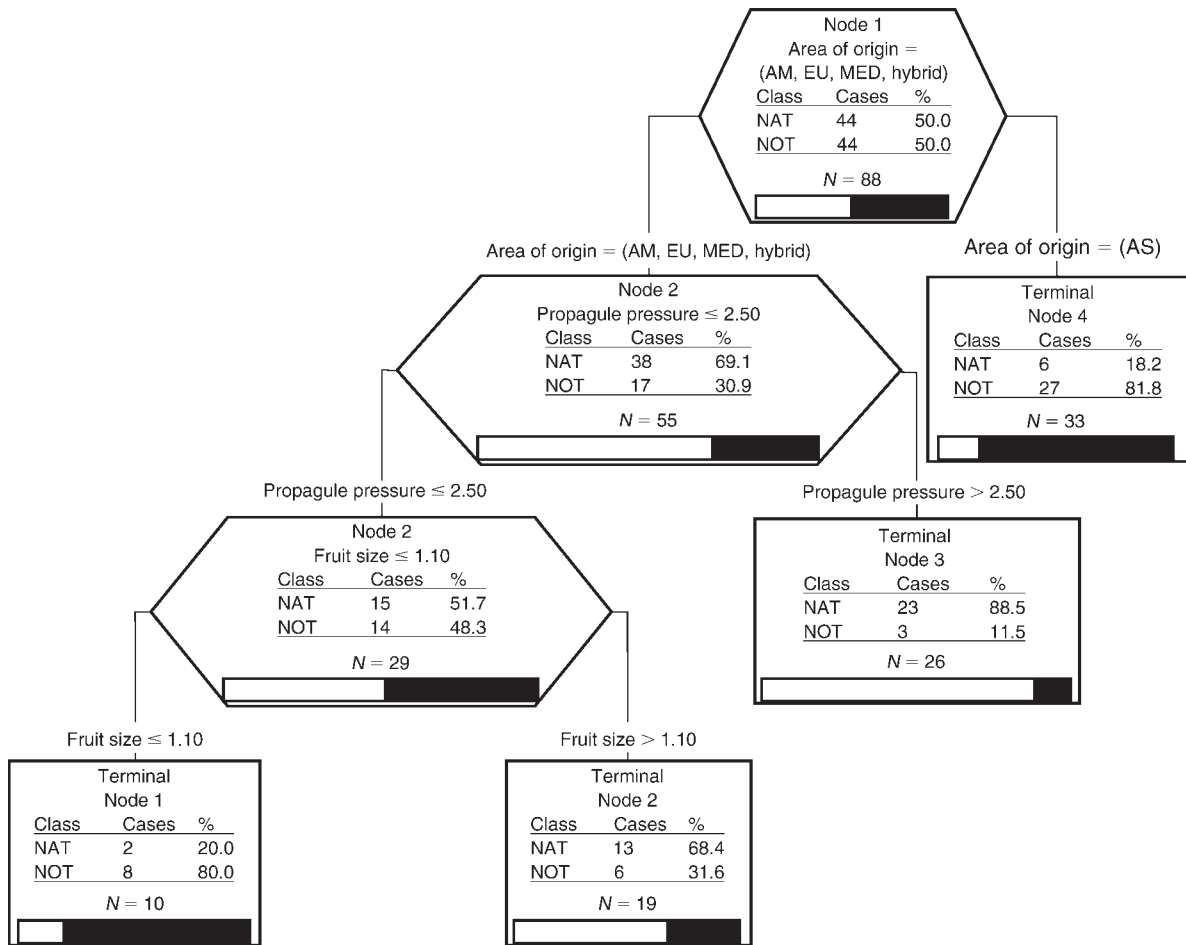 Node 1
Area of origin =
(AM, EU, MED, hybrid)
Class Cases %
NAT 44 50.0
NOT 44 50.0
N = 88
Area of origin = (AM, EU, MED, hybrid)
Area of origin = (AS)
Node 2
Propagule pressure ≤ 2.50
Class Cases %
NAT 38 69.1
NOT 17 30.9
N = 55
Terminal
Node 4
Class Cases %
NAT 6 18.2
NOT 27 81.8
N = 33
Propagule pressure ≤ 2.50
Propagule pressure > 2.50
Node 2
Fruit size ≤ 1.10
Class Cases %
NAT 15 51.7
NOT 14 48.3
N = 29
Terminal
Node 3
Class Cases %
NAT 23 88.5
NOT 3 11.5
N = 26
Fruit size ≤ 1.10
Fruit size > 1.10
Terminal
Node 1
Class Cases %
NAT 2 20.0
NOT 8 80.0
N = 10
Terminal
Node 2
Class Cases %
NAT 13 68.4
NOT 6 31.6
N = 19